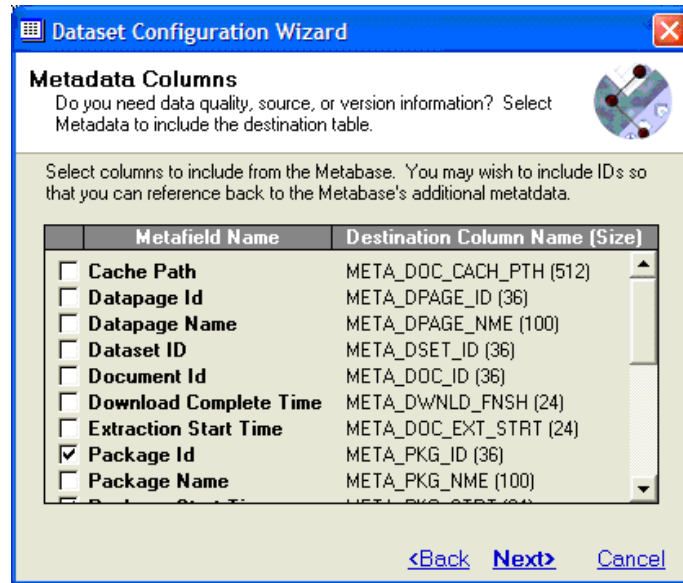 Dataset Configuration Wizard
Metadata Columns
Do you need data quality, source, or version information? Select
Metadata to include the destination table.
Select columns to include from the Metabase. You may wish to include IDs so
that you can reference back to the Metabase's additional metatdata.
Metafield Name Destination Column Name (Size)
Cache Path META_DOC_CACH_PTH (512)
Datapage Id META_DPAGE_ID (36)
Datapage Name META_DPAGE_NME (100)
Dataset ID META_DSET_ID (36)
Document Id META_DOC_ID (36)
Download Complete Time META_DWNLD_FNSH (24)
Extraction Start Time META_DOC_EXT_STRT (24)
Package Id META_PKG_ID (36)
Package Name META_PKG_NME (100)
<Back Next> Cancel